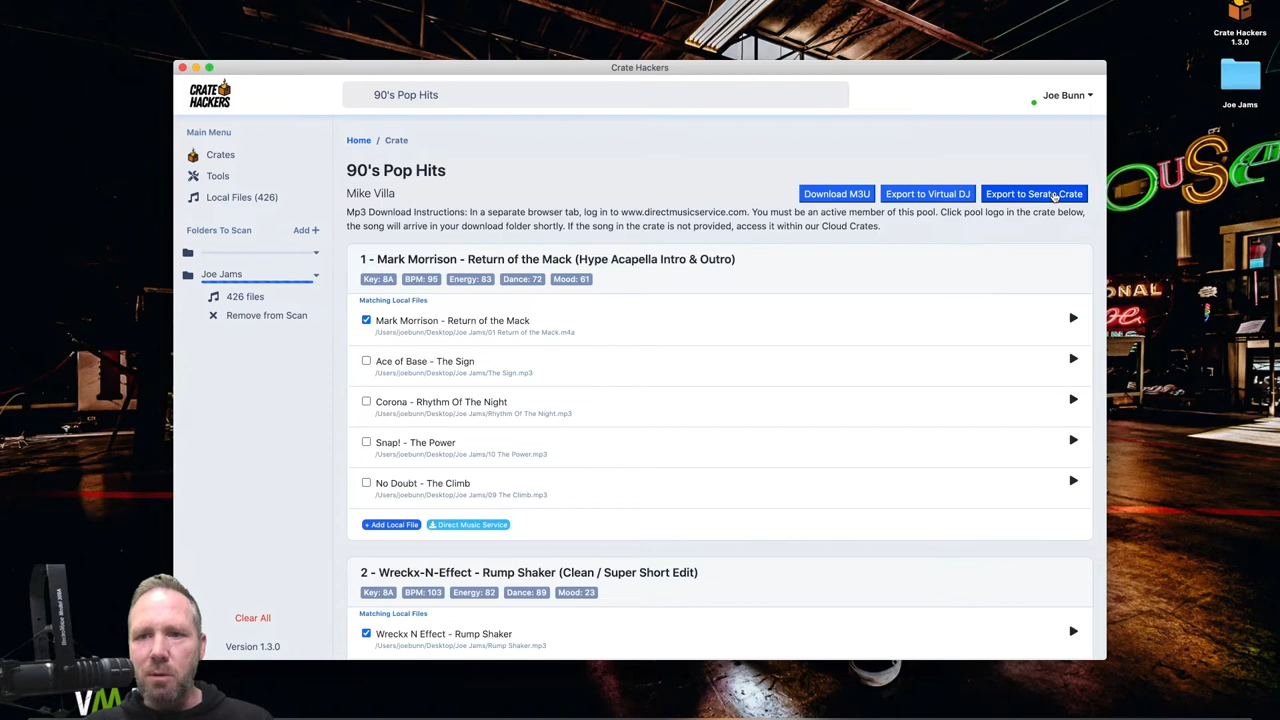 Crate Hackers
CRATE
HACKERS
90's Pop Hits
Joe Bunn
Crate Hackers
1.3.0
Joe Jams
Main Menu
Crates
Tools
Local Files (426)
Folders To Scan
Add +
Joe Jams
426 files
Remove from Scan
Clear All
Version 1.3.0
Home / Crate
90's Pop Hits
Mike Villa
Download M3U
Export to Virtual DJ
Export to Serato Crate
Mp3 Download Instructions: In a separate browser tab, log in to www.directmusicservice.com. You must be an active member of this pool. Click pool logo in the crate below,
the song will arrive in your download folder shortly. If the song in the crate is not provided, access it within our Cloud Crates.
1 - Mark Morrison - Return of the Mack (Hype Acapella Intro & Outro)
Key: 8A
BPM: 95
Energy: 83
Dance: 72
Mood: 61
Matching Local Files
Mark Morrison - Return of the Mack
/Users/joebunn/Desktop/Joe Jams/01 Return of the Mack.m4a
Ace of Base - The Sign
/Users/joebunn/Desktop/Joe Jams/The Sign.mp3
Corona - Rhythm Of The Night
/Users/joebunn/Desktop/Joe Jams/Rhythm Of The Night.mp3
Snap! - The Power
/Users/joebunn/Desktop/Joe Jams/10 The Power.mp3
No Doubt - The Climb
/Users/joebunn/Desktop/Joe Jams/09 The Climb.mp3
+ Add Local File
Direct Music Service
2 - Wreckx-N-Effect - Rump Shaker (Clean / Super Short Edit)
Key: 8A
BPM: 103
Energy: 82
Dance: 89
Mood: 23
Matching Local Files
Wreckx N Effect - Rump Shaker
/Users/joebunn/Desktop/Joe Jams/Rump Shaker.mp3